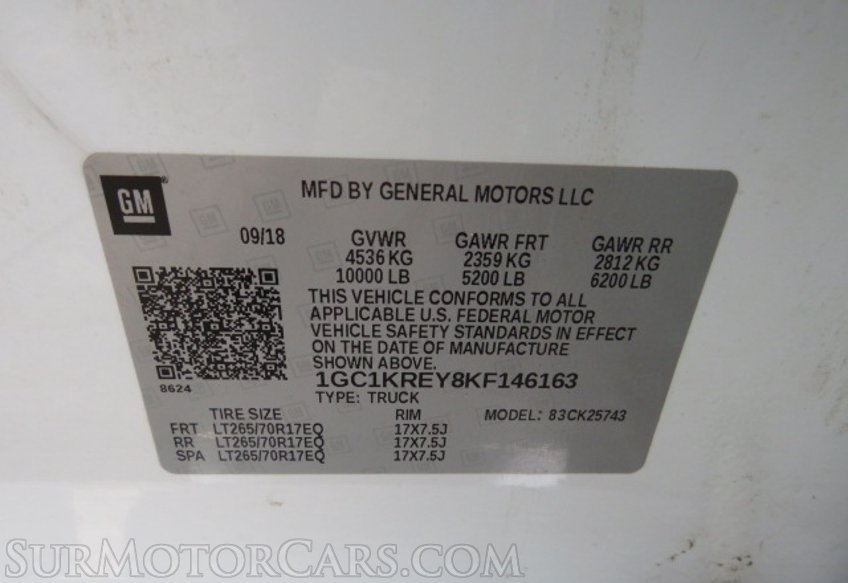 GM®
MFD BY GENERAL MOTORS LLC
09/18 GVWR GAWR FRT GAWR RR
4536 KG 2359 KG 2812 KG
10000 LB 5200 LB 6200 LB
THIS VEHICLE CONFORMS TO ALL
APPLICABLE U.S. FEDERAL MOTOR
VEHICLE SAFETY STANDARDS IN EFFECT
ON THE DATE OF MANUFACTURE
SHOWN ABOVE.
8624
1GC1KREY8KF146163
TYPE: TRUCK
TIRE SIZE RIM MODEL: 83CK25743
FRT LT265/70R17EQ 17X7.5J
RR LT265/70R17EQ 17X7.5J
SPA LT265/70R17EQ 17X7.5J
SURMOTORCARS.COM